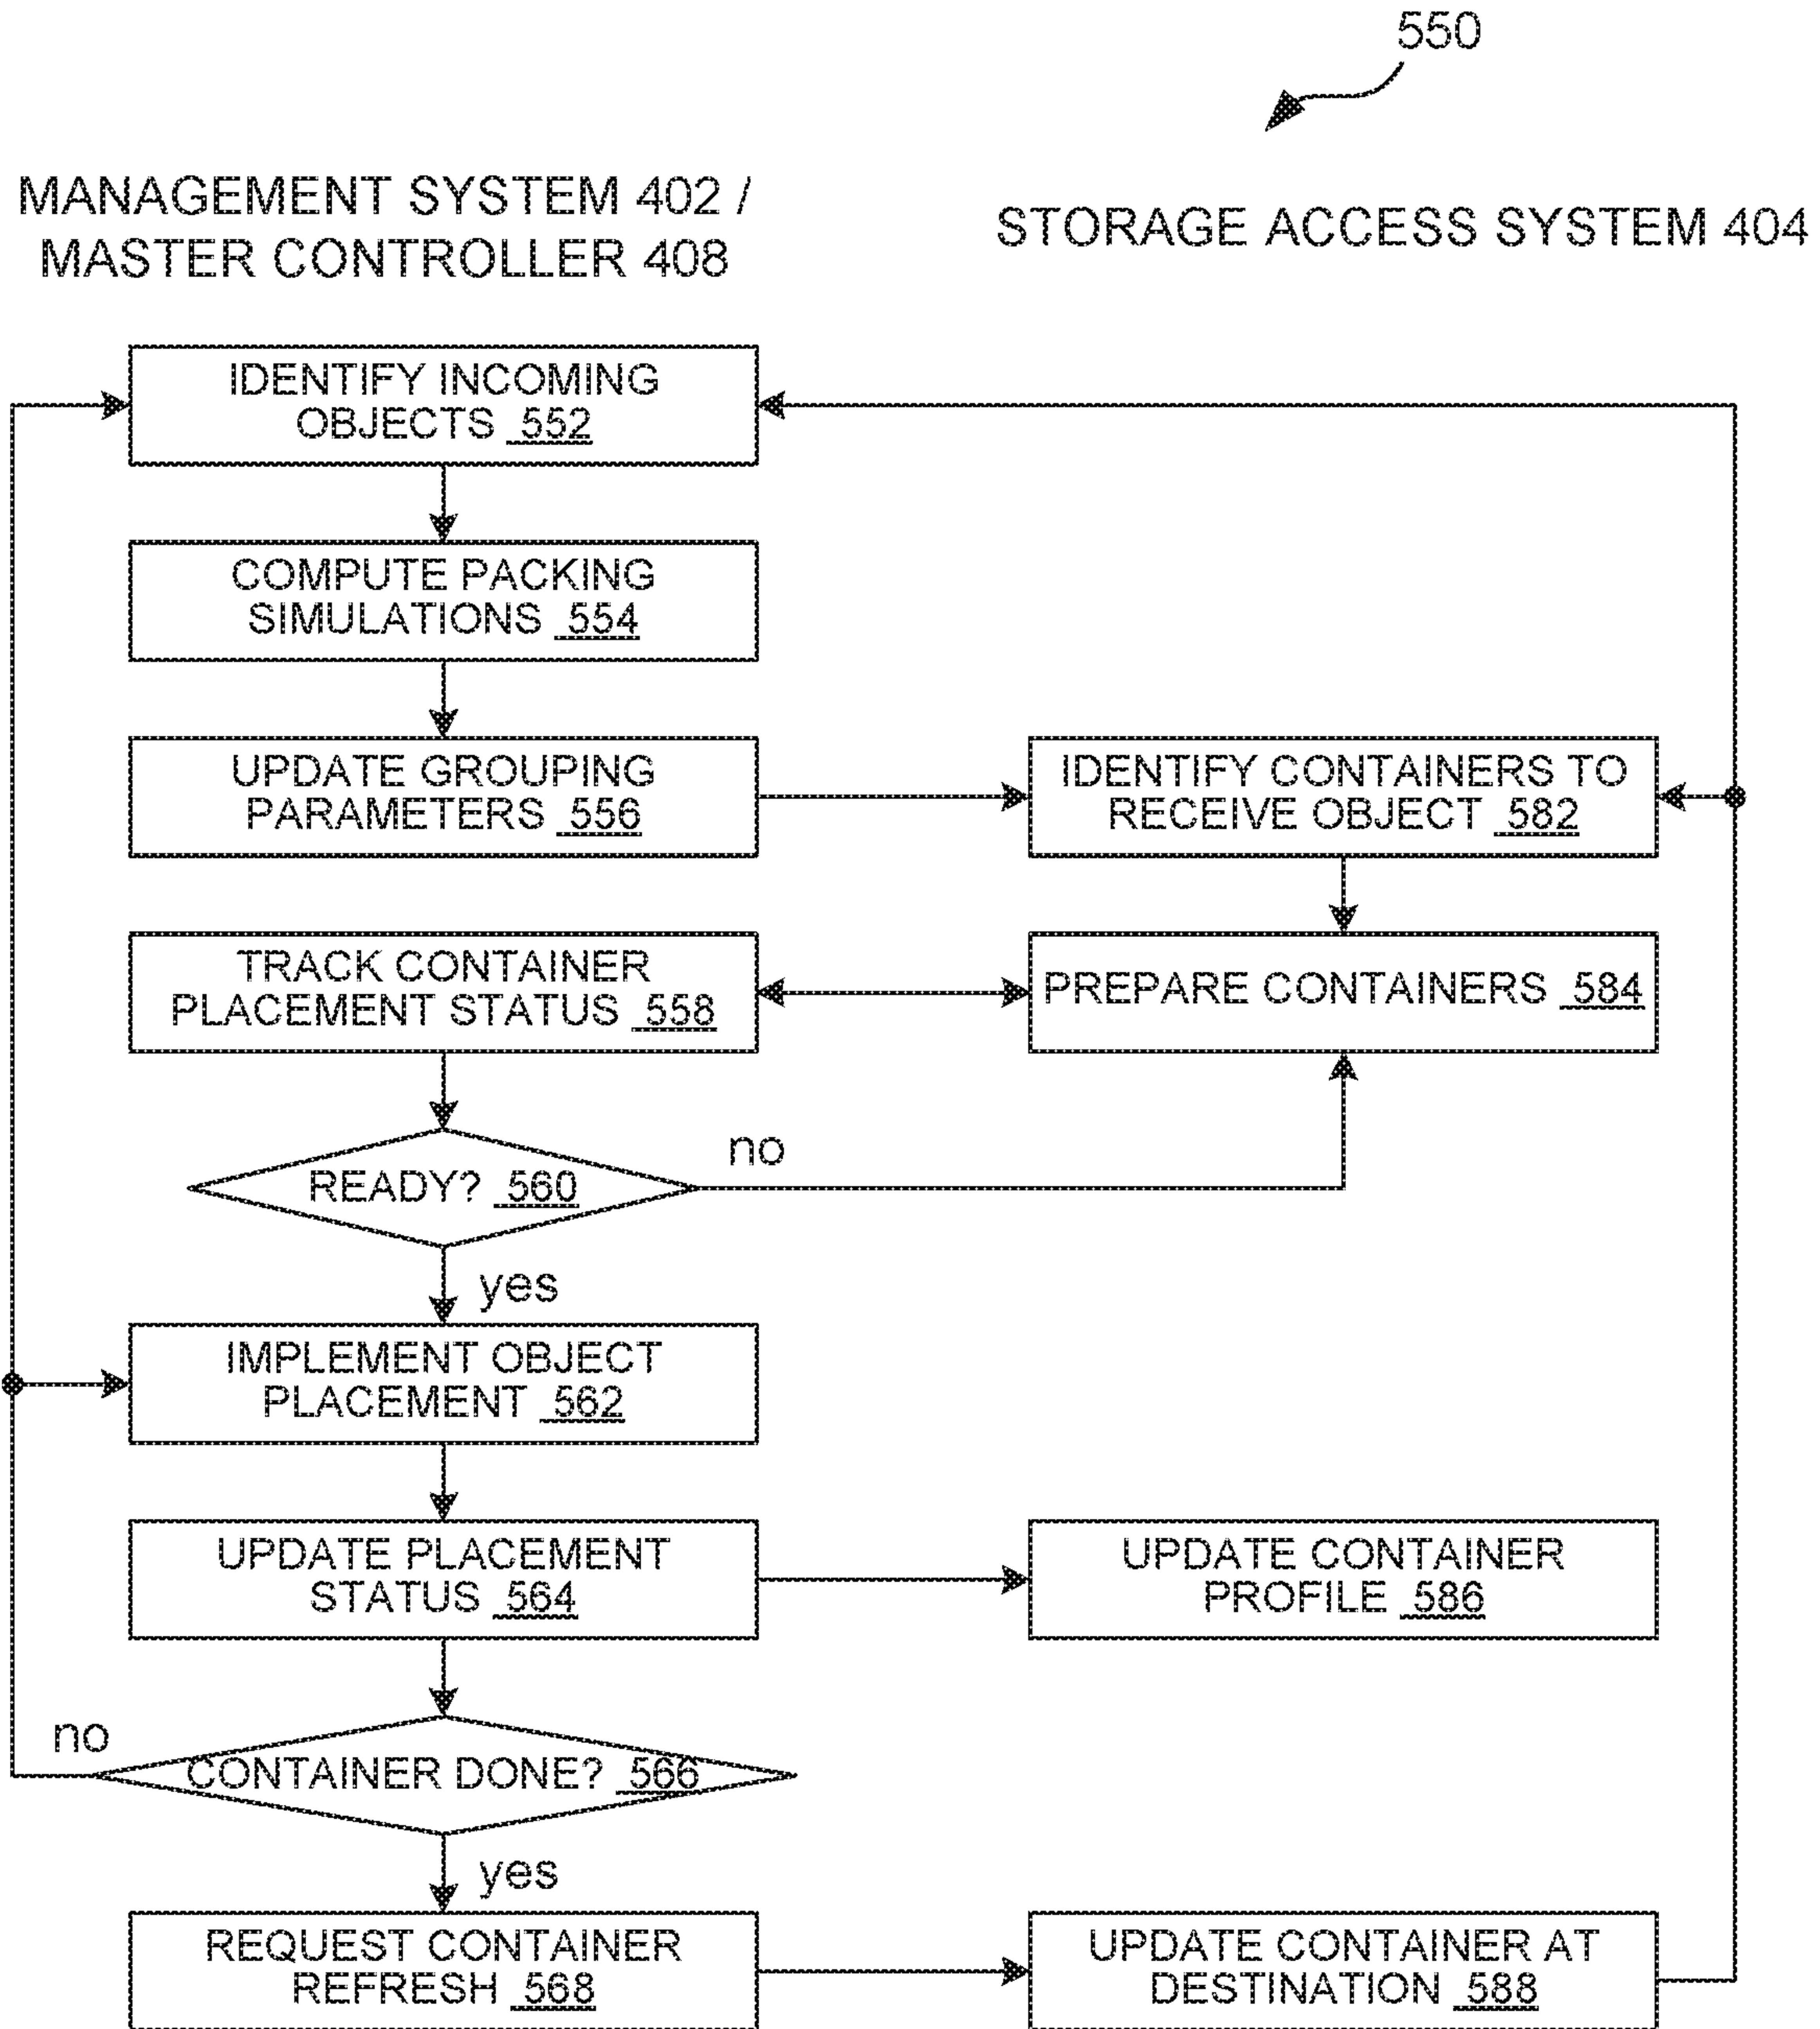 550
MANAGEMENT SYSTEM 402 /
MASTER CONTROLLER 408
STORAGE ACCESS SYSTEM 404
IDENTIFY INCOMING
OBJECTS 552
COMPUTE PACKING
SIMULATIONS 554
UPDATE GROUPING
PARAMETERS 556
IDENTIFY CONTAINERS TO
RECEIVE OBJECT 582
TRACK CONTAINER
PLACEMENT STATUS 558
PREPARE CONTAINERS 584
READY? 560
no
yes
IMPLEMENT OBJECT
PLACEMENT 562
UPDATE PLACEMENT
STATUS 564
UPDATE CONTAINER
PROFILE 586
no
CONTAINER DONE? 566
yes
REQUEST CONTAINER
REFRESH 568
UPDATE CONTAINER AT
DESTINATION 588